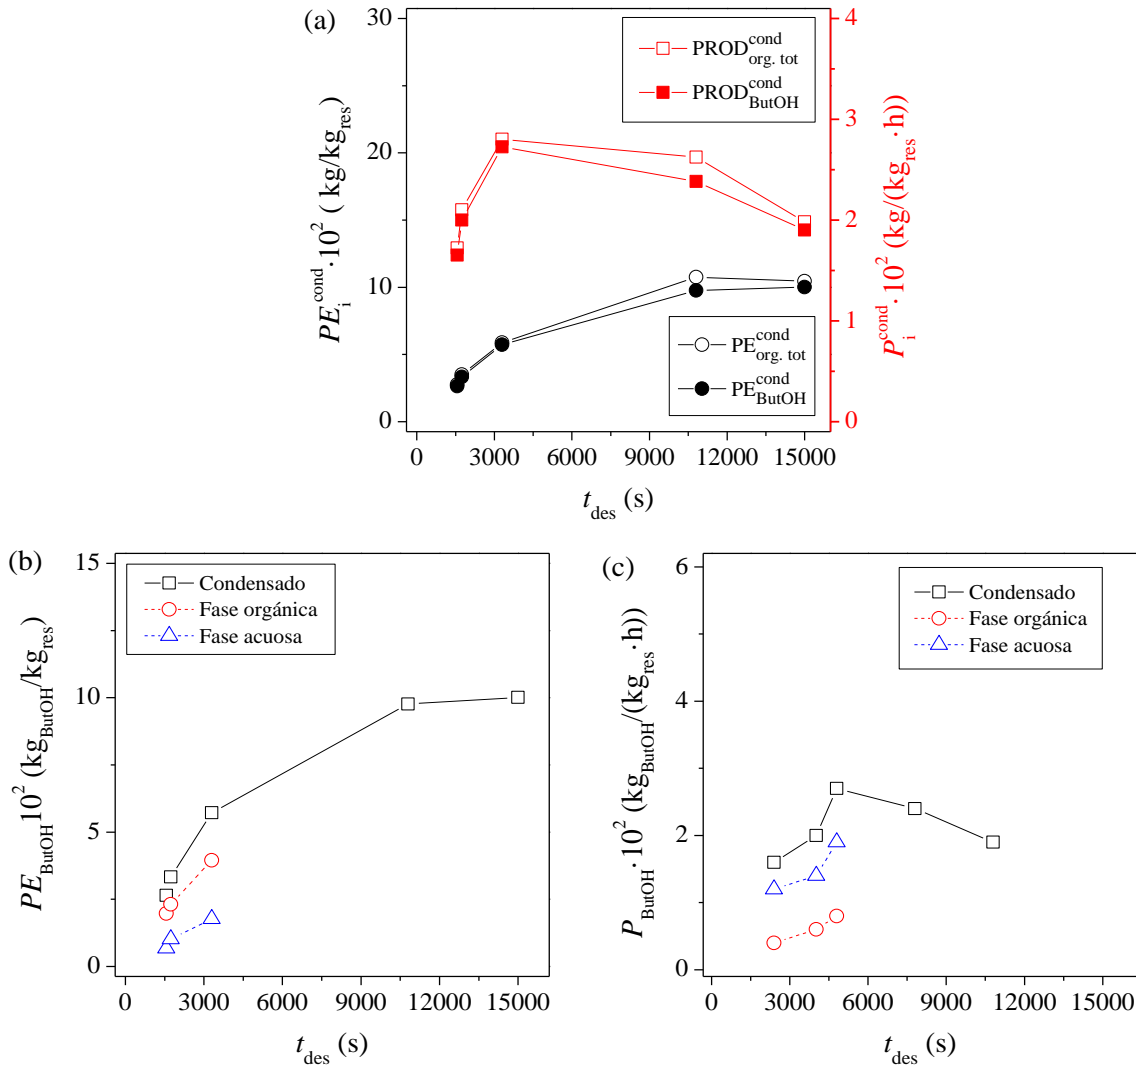 (a)
30
20
10
0
PE_i^cond·10^2 ( kg/kg_res)
4
3
2
1
0
P_i^cond·10^2 (kg/(kg_res·h))
PROD^cond_org. tot
PROD^cond_ButOH
PE^cond_org. tot
PE^cond_ButOH
0 3000 6000 9000 12000 15000
t_des (s)
(b)
15
10
5
0
PE_ButOH 10^2 (kg_ButOH/kg_res)
Condensado
Fase orgánica
Fase acuosa
0 3000 6000 9000 12000 15000
t_des (s)
(c)
6
4
2
0
P_ButOH·10^2 (kg_ButOH/(kg_res·h))
Condensado
Fase orgánica
Fase acuosa
0 3000 6000 9000 12000 15000
t_des (s)